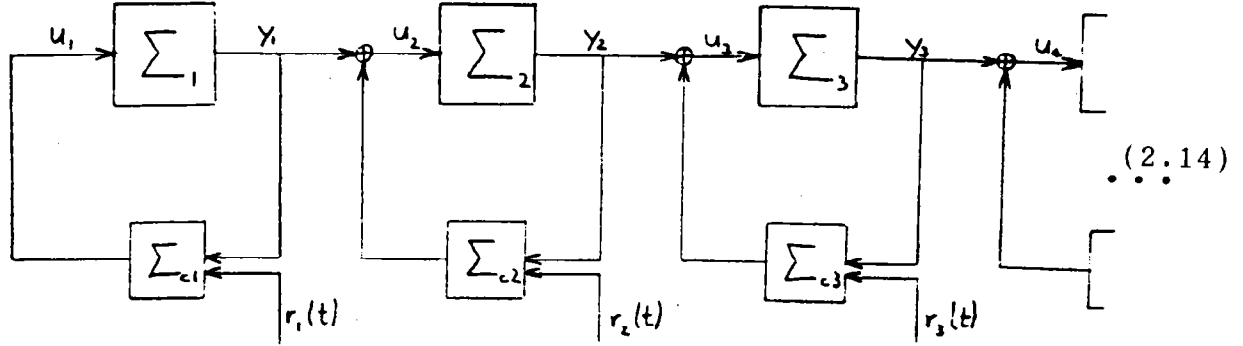 u₁ Σ₁ y₁ u₂ Σ₂ y₂ u₃ Σ₃ y₃ u₄
(2.14)
...
Σc1 Σc2 Σc3
r₁(t) r₂(t) r₃(t)